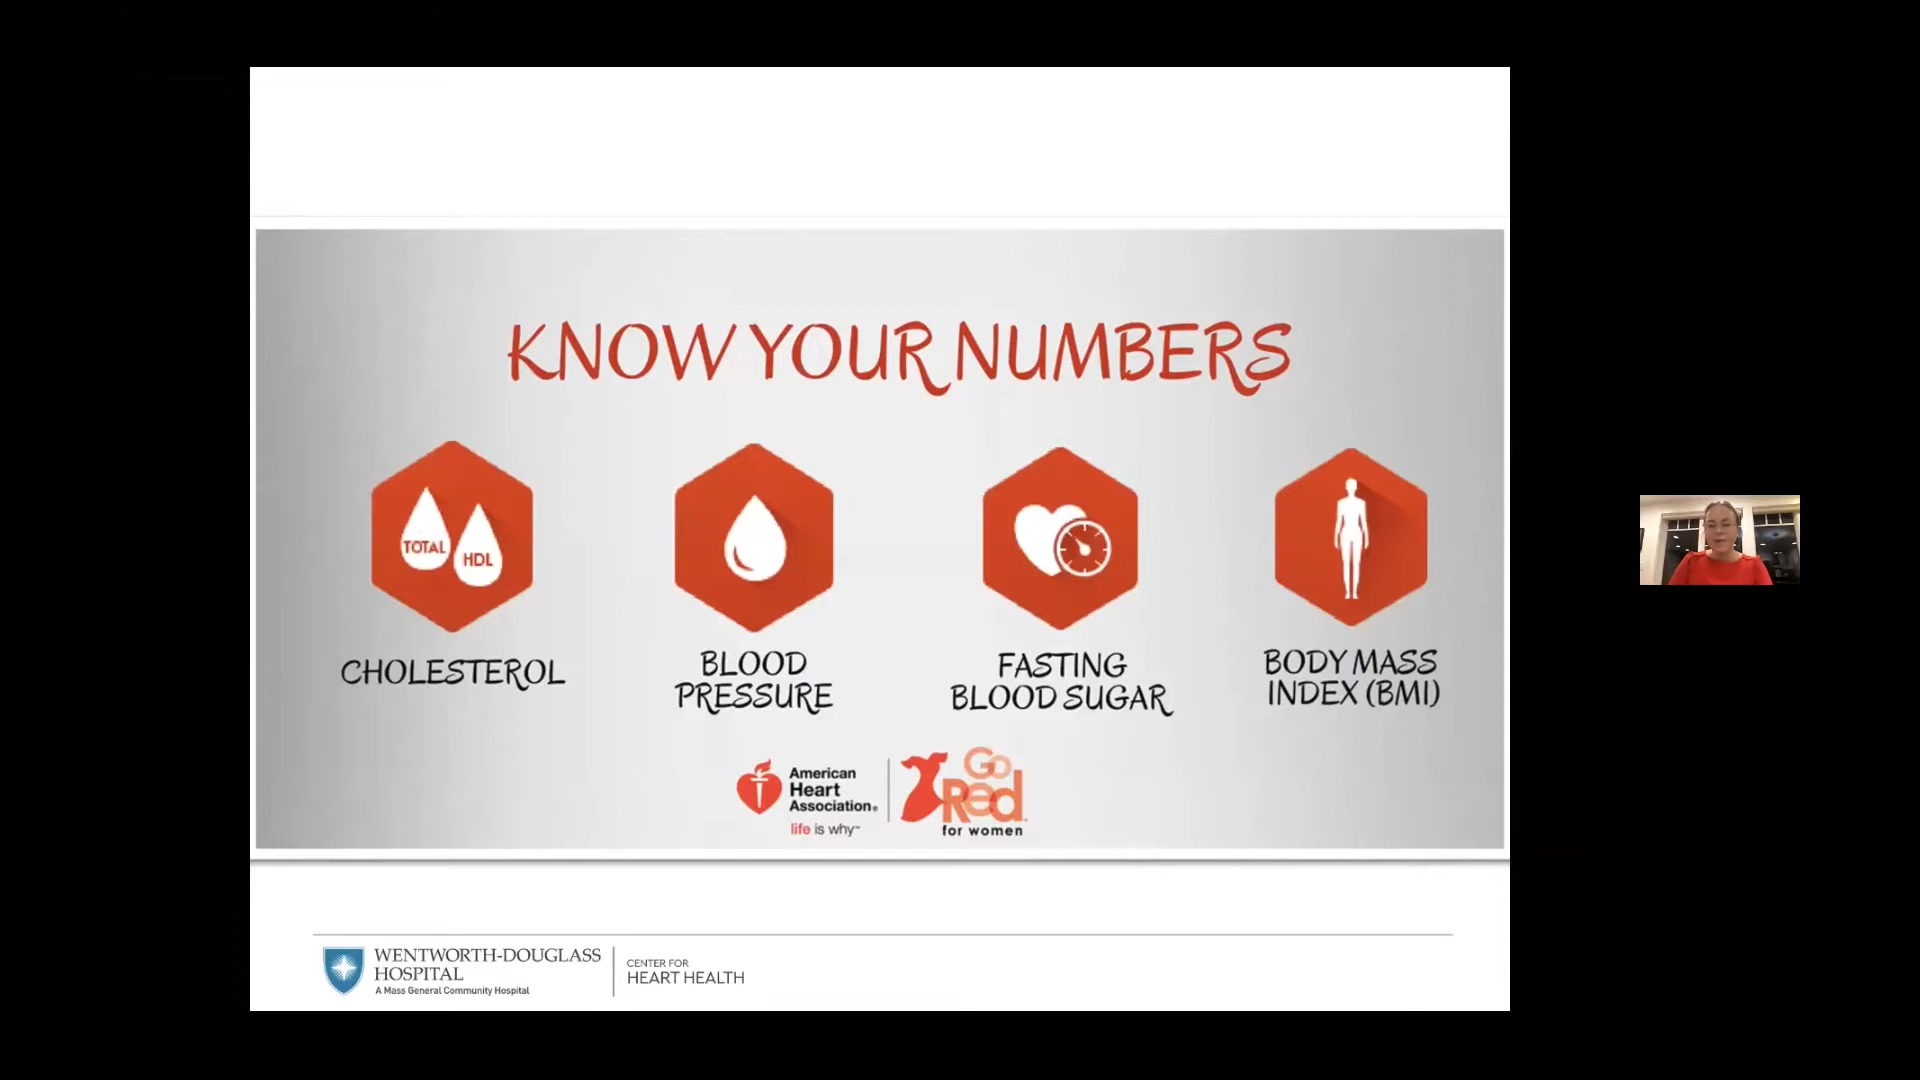 KNOW YOUR NUMBERS
TOTAL
HDL
CHOLESTEROL
BLOOD
PRESSURE
FASTING
BLOOD SUGAR
BODY MASS
INDEX (BMI)
American
Heart
Association®
life is why™
Go
Red
for women
WENTWORTH-DOUGLASS
HOSPITAL
A Mass General Community Hospital
CENTER FOR
HEART HEALTH